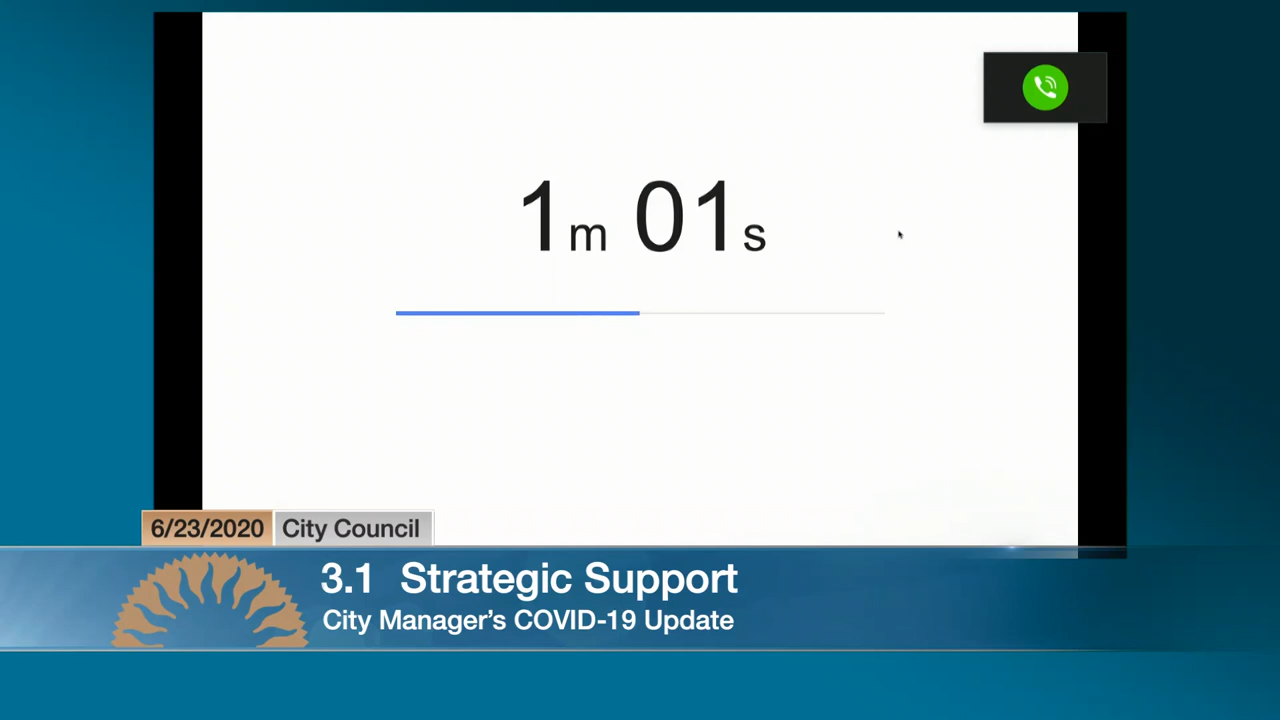 1m 01s
6/23/2020 City Council
3.1 Strategic Support
City Manager's COVID-19 Update